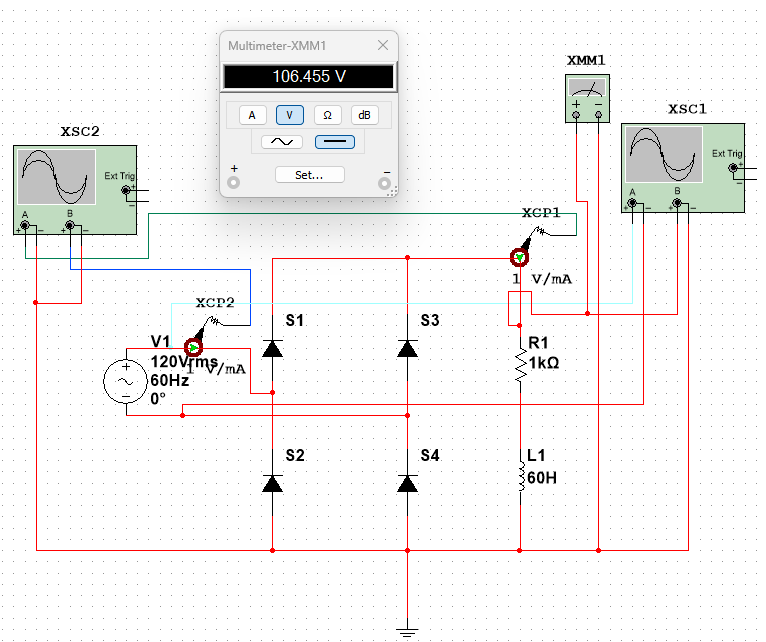 Multimeter-XMM1
106.455 V
A V Ω dB
+ −
Set...
XMM1
+ −
XSC1
Ext Trig
+
−
A B
+ − + −
XSC2
Ext Trig
+
−
A B
+ − + −
XCP1
1 V/mA
XCP2
1 V/mA
V1
120Vrms
60Hz
0°
S1
S3
R1
1kΩ
S2
S4
L1
60H